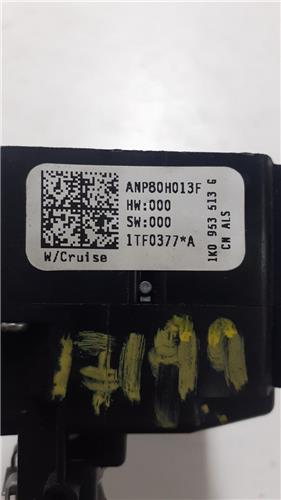 ANP80H013F
HW:000
SW:000
1TF0377*A
W/Cruise
1K0 953 513 G
CN ALS